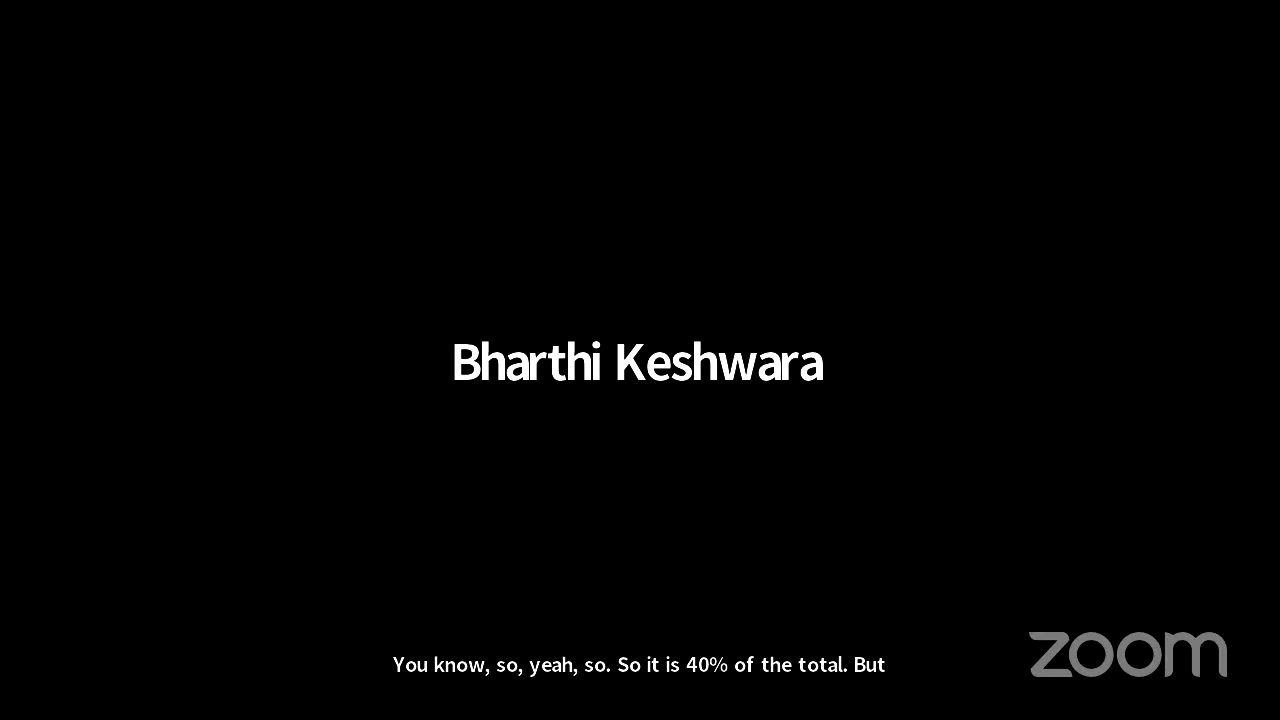 Bharthi Keshwara
You know, so, yeah, so. So it is 40% of the total. But
zoom